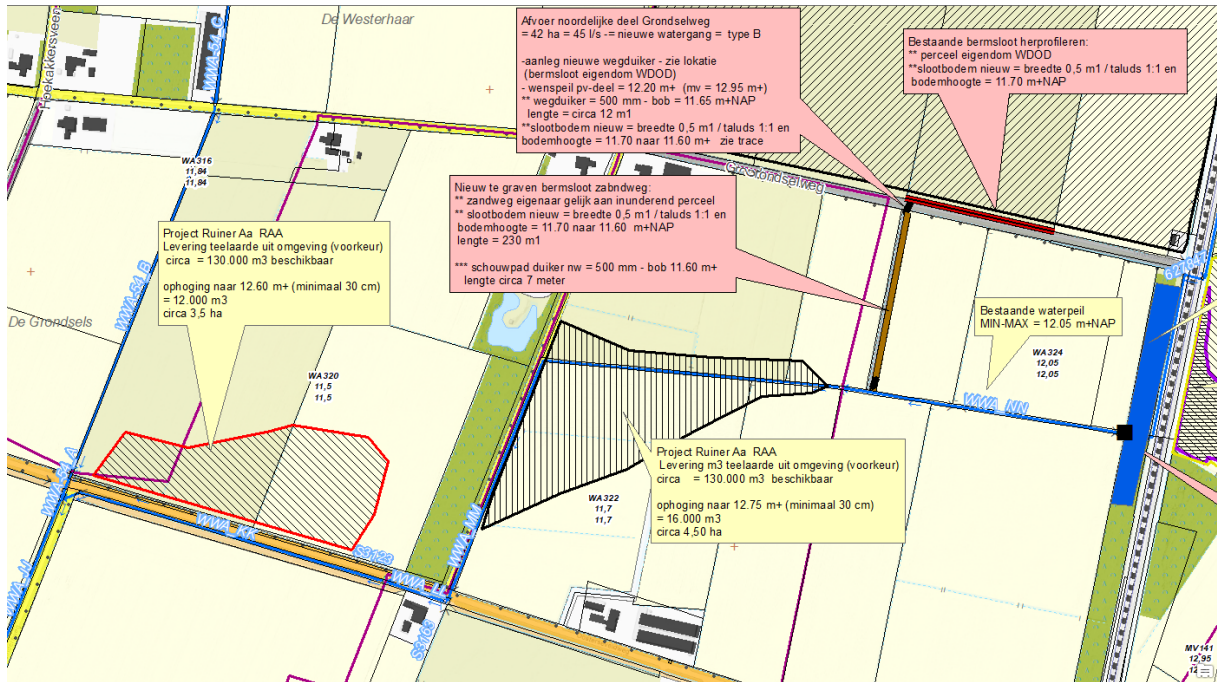 De Westerhaar
Hoekakkersveen
WWA_54_C
Afvoer noordelijke deel Grondselweg
= 42 ha = 45 l/s -= nieuwe watergang = type B
-aanleg nieuwe wegduiker - zie lokatie
(bermsloot eigendom WDOD)
- wenspeil pv-deel = 12.20 m+ (mv = 12.95 m+)
** wegduiker = 500 mm - bob = 11.65 m+NAP
lengte = circa 12 m1
**slootbodem nieuw = breedte 0,5 m1 / taluds 1:1 en
bodemhoogte = 11.70 naar 11.60 m+ zie trace
Bestaande bermsloot herprofileren:
** perceel eigendom WDOD
**slootbodem nieuw = breedte 0,5 m1 / taluds 1:1 en
bodemhoogte = 11.70 m+NAP
WA316
11,84
11,84
Grondselweg
Nieuw te graven bermsloot zabndweg:
** zandweg eigenaar gelijk aan inunderend perceel
** slootbodem nieuw = breedte 0,5 m1 / taluds 1:1 en
bodemhoogte = 11.70 naar 11.60 m+NAP
lengte = 230 m1
*** schouwpad duiker nw = 500 mm - bob 11.60 m+
lengte circa 7 meter
Project Ruiner Aa RAA
Levering teelaarde uit omgeving (voorkeur)
circa = 130.000 m3 beschikbaar
ophoging naar 12.60 m+ (minimaal 30 cm)
= 12.000 m3
circa 3,5 ha
WWA_54_B
De Grondsels
Bestaande waterpeil
MIN-MAX = 12.05 m+NAP
WA324
12,05
12,05
WA320
11,5
11,5
WWA_NN
Project Ruiner Aa RAA
Levering m3 teelaarde uit omgeving (voorkeur)
circa = 130.000 m3 beschikbaar
ophoging naar 12.75 m+ (minimaal 30 cm)
= 16.000 m3
circa 4,50 ha
WA322
11,7
11,7
WWA_54_A
WWA_KK
S3123
WWA_LL
WWA_MM
S3163
MV141
12,95